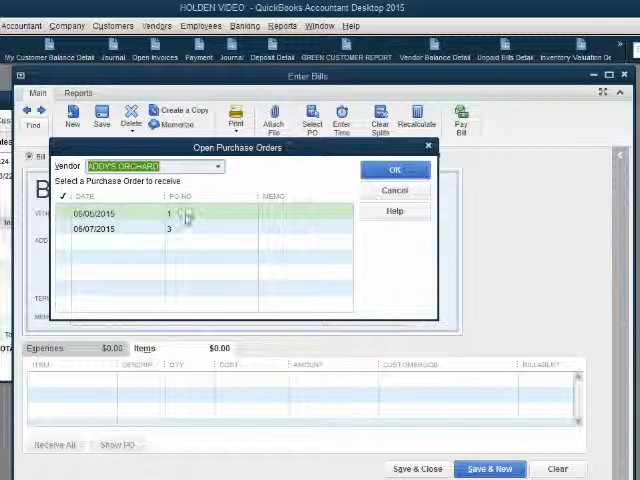 HOLDEN VIDEO - QuickBooks Accountant Desktop 2015
Accountant Company Customers Vendors Employees Banking Reports Window Help
My Customer Balance Detail Journal Open Invoices Payment Journal Deposit Detail GREEN CUSTOMER REPORT Vendor Balance Detail Unpaid Bills Detail Inventory Valuation De
Enter Bills
Main Reports
Find New Save Delete Create a Copy Memorize Print Attach File Select PO Enter Time Clear Splits Recalculate Pay Bill
Open Purchase Orders
Bill
Vendor ADDY'S ORCHARD OK
Select a Purchase Order to receive
Cancel
DATE PO NO MEMO
Help
06/07/2015 3
Expenses $0.00 Items $0.00
ITEM DESCRIP.. QTY COST AMOUNT CUSTOMER:JOB BILLABLE?
Receive All Show PO
Save & Close Save & New Clear